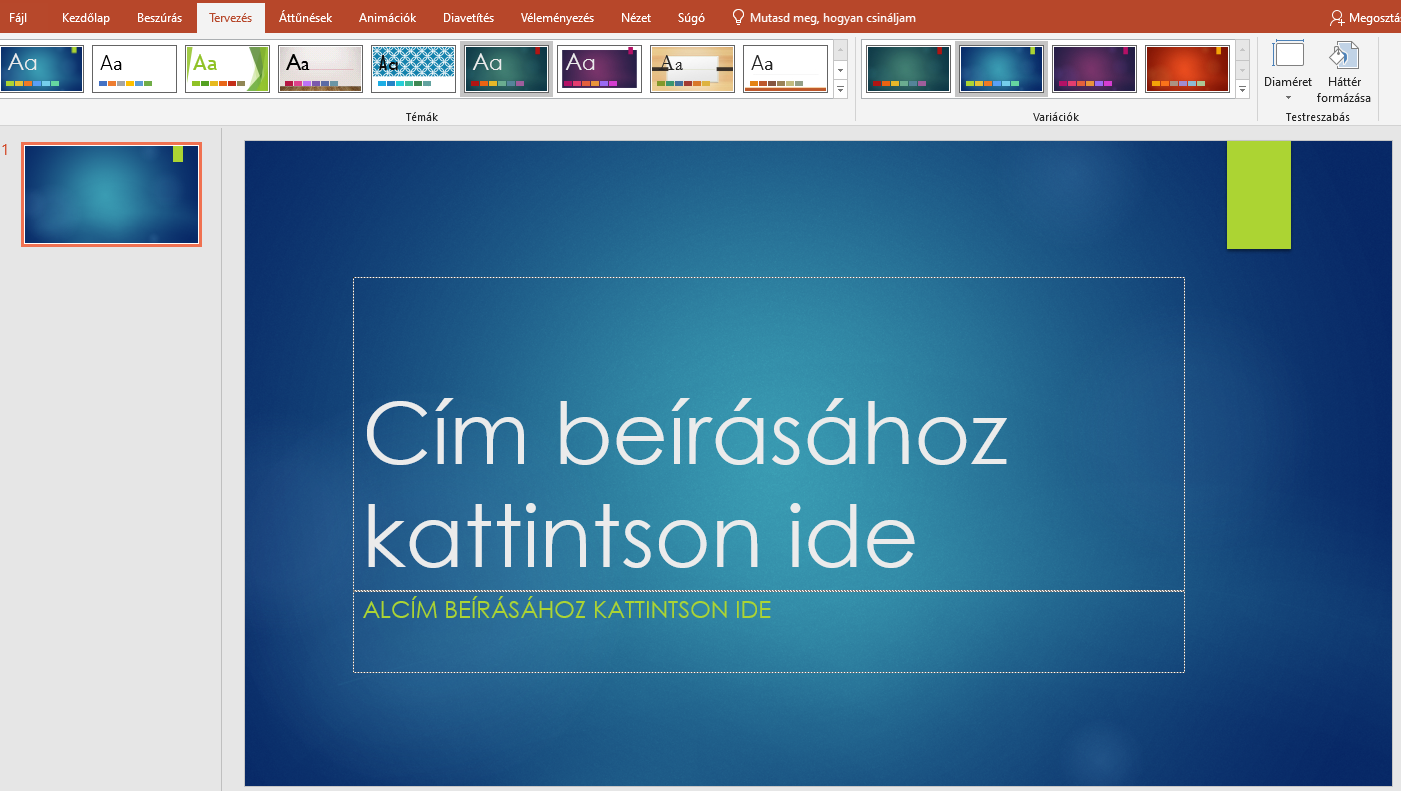 Fájl Kezdőlap Beszúrás Tervezés Áttűnések Animációk Diavetítés Véleményezés Nézet Súgó Mutasd meg, hogyan csináljam Megosztás
Aa Aa Aa Aa Aa Aa Aa Aa Aa
Diaméret Háttér formázása
Témák Variációk Testreszabás
1
Cím beírásához
kattintson ide
ALCÍM BEÍRÁSÁHOZ KATTINTSON IDE